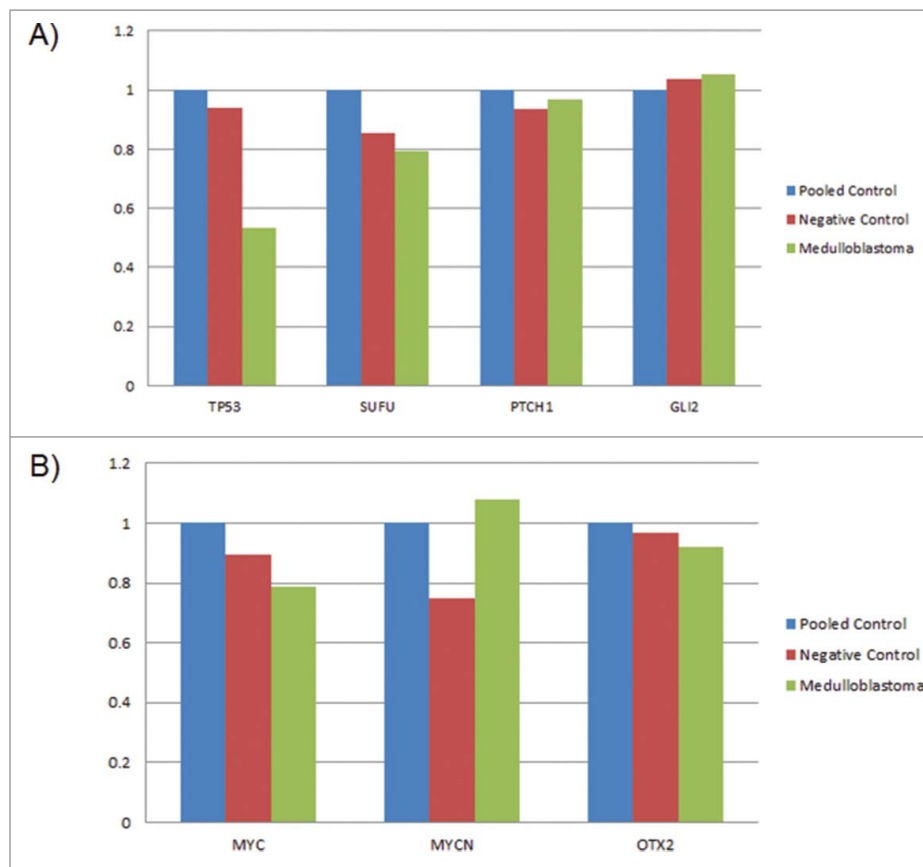 A)
1.2
1
0.8
0.6
0.4
0.2
0
TP53 SUFU PTCH1 GLI2
Pooled Control
Negative Control
Medulloblastoma
B)
1.2
1
0.8
0.6
0.4
0.2
0
MYC MYCN OTX2
Pooled Control
Negative Control
Medulloblastoma